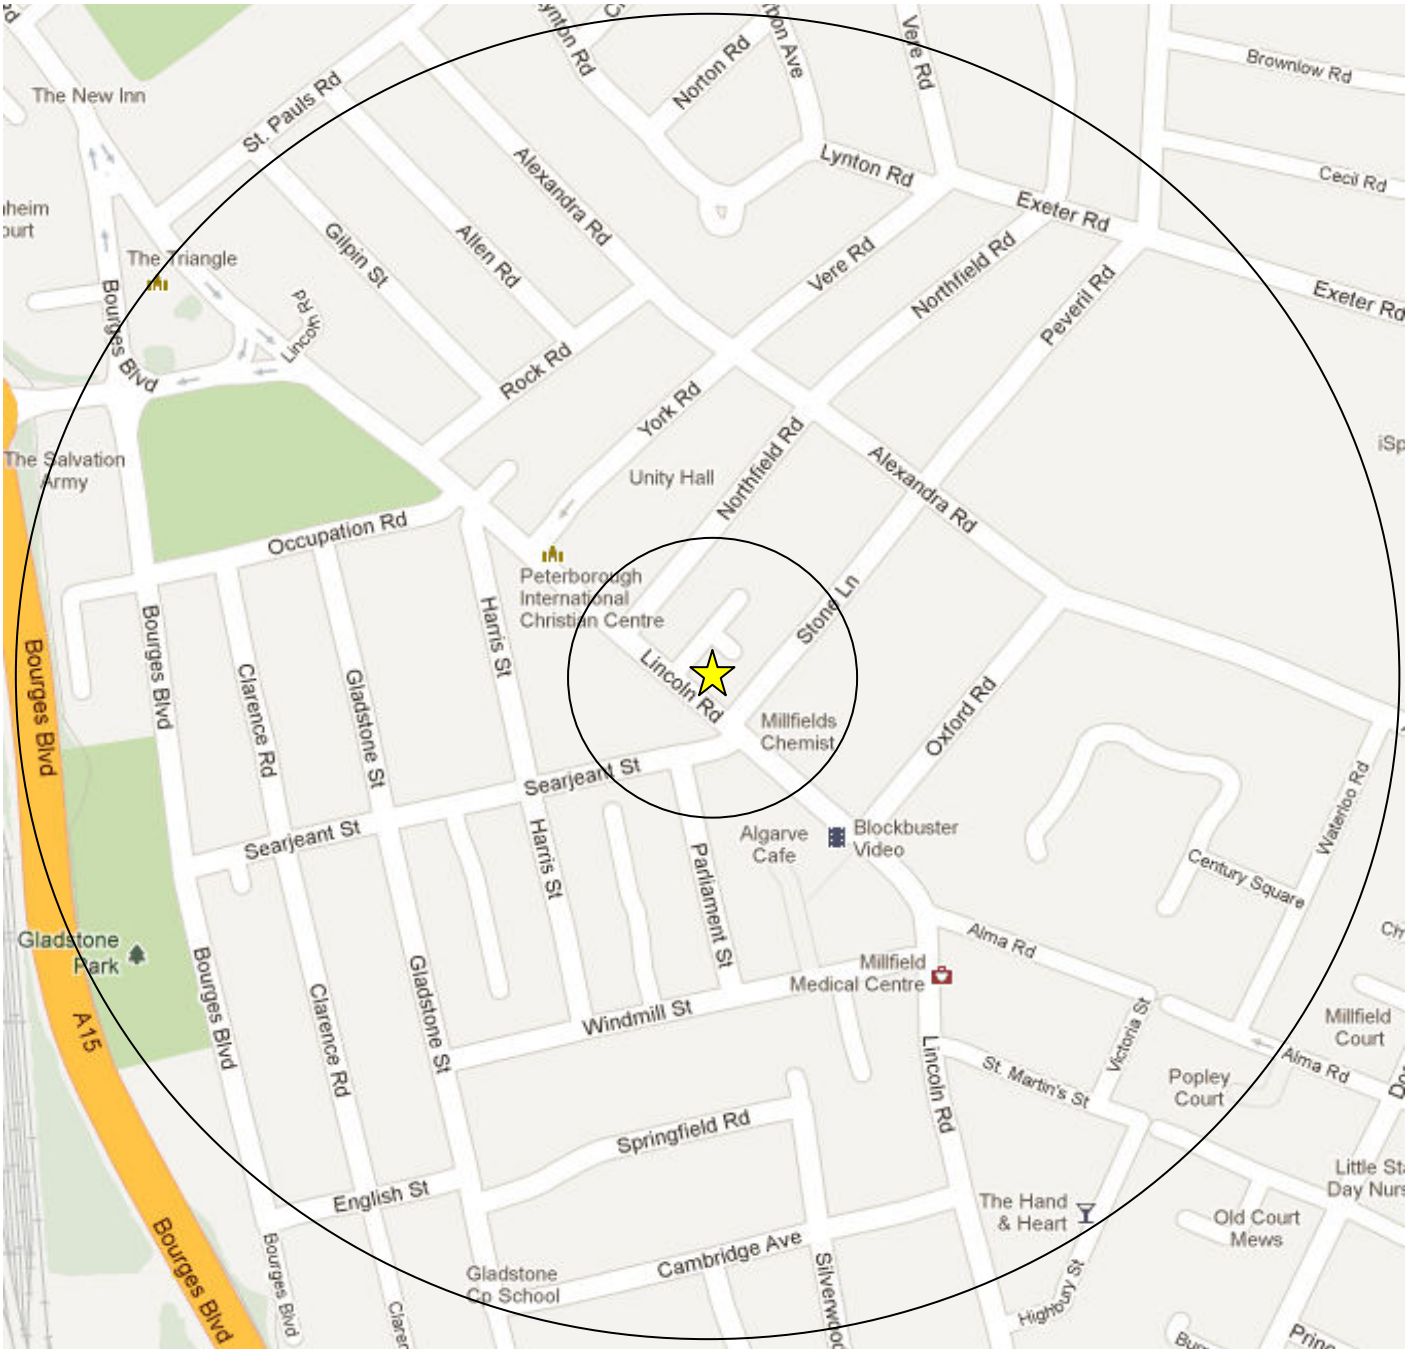 Rd
Lynton Rd
Norton Rd
Vere Rd
Brownlow Rd
The New Inn
St. Pauls Rd
Alexandra Rd
Lynton Rd
Cecil Rd
Exeter Rd
The Triangle
Gilpin St
Allen Rd
Vere Rd
Northfield Rd
Peveril Rd
Exeter Rd
Bourges Blvd
Lincoln Rd
Rock Rd
York Rd
The Salvation
Army
Unity Hall
Northfield Rd
Alexandra Rd
Occupation Rd
Peterborough
International
Christian Centre
Stone Ln
Harris St
Bourges Blvd
Bourges Blvd
Clarence Rd
Gladstone St
Lincoln Rd
Millfields
Chemist
Oxford Rd
Searjeant St
Searjeant St
Waterloo Rd
Algarve
Cafe
Blockbuster
Video
Harris St
Parliament St
Century Square
Gladstone
Park
Alma Rd
Millfield
Medical Centre
Bourges Blvd
Gladstone St
Clarence Rd
Windmill St
A15
Victoria St
Millfield
Court
Alma Rd
Lincoln Rd
St. Martin's St
Popley
Court
Springfield Rd
Little
Day
English St
The Hand
& Heart
Old Court
Mews
Bourges Blvd
Bourges Blvd
Cambridge Ave
Gladstone
Cp School
Highbury St